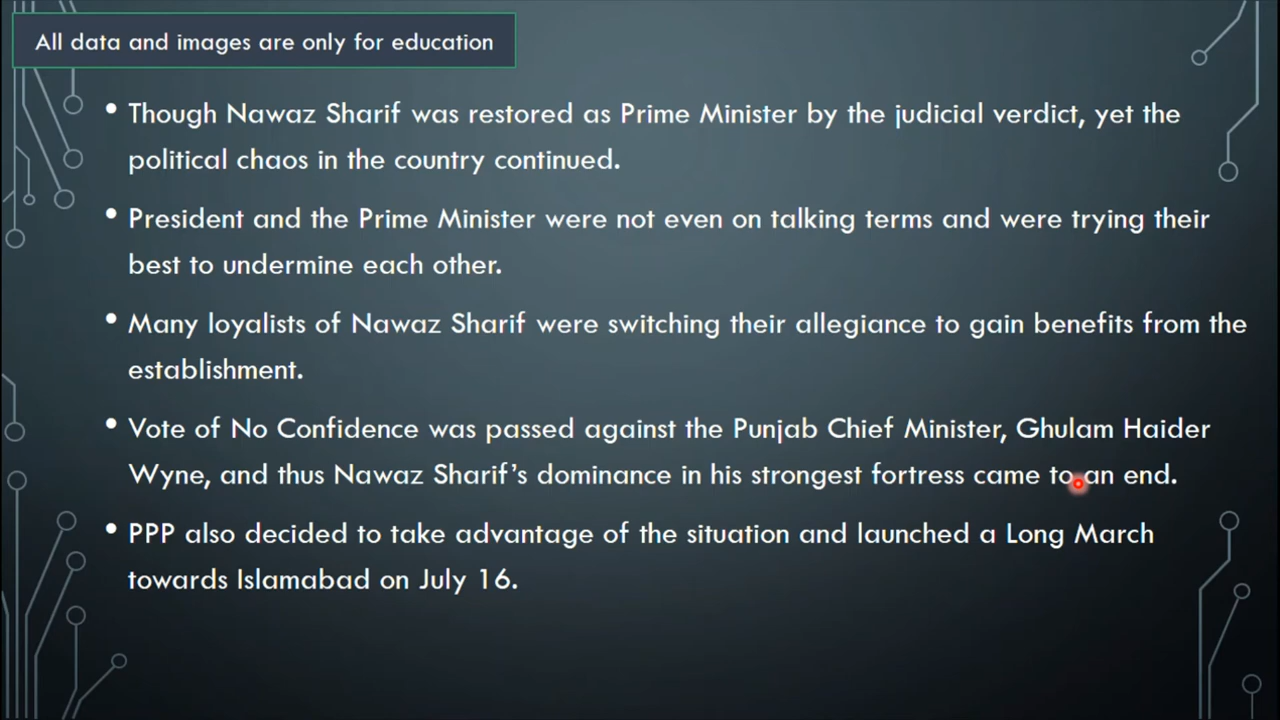 All data and images are only for education
• Though Nawaz Sharif was restored as Prime Minister by the judicial verdict, yet the
political chaos in the country continued.
• President and the Prime Minister were not even on talking terms and were trying their
best to undermine each other.
• Many loyalists of Nawaz Sharif were switching their allegiance to gain benefits from the
establishment.
• Vote of No Confidence was passed against the Punjab Chief Minister, Ghulam Haider
Wyne, and thus Nawaz Sharif’s dominance in his strongest fortress came to an end.
• PPP also decided to take advantage of the situation and launched a Long March
towards Islamabad on July 16.